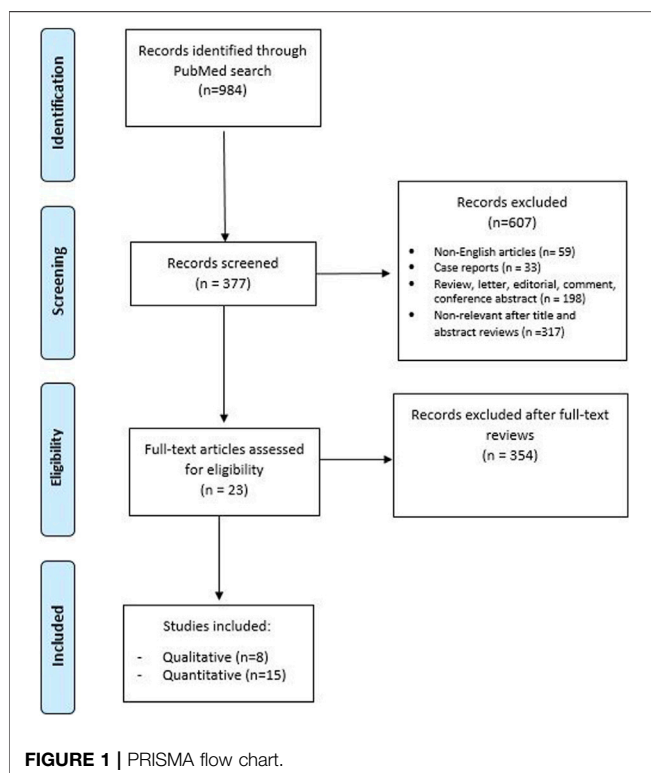 Identification
Records identified through
PubMed search
(n=984)
Screening
Records screened
n = 377)
Records excluded
(n=607)
• Non-English articles (n= 59)
• Case reports (n = 33)
• Review, letter, editorial, comment,
conference abstract (n = 198)
• Non-relevant after title and
abstract reviews (n =317)
Eligibility
Full-text articles assessed
for eligibility
(n = 23)
Records excluded after full-text
reviews
(n = 354)
Included
Studies included:
- Qualitative (n=8)
- Quantitative (n=15)
FIGURE 1 | PRISMA flow chart.